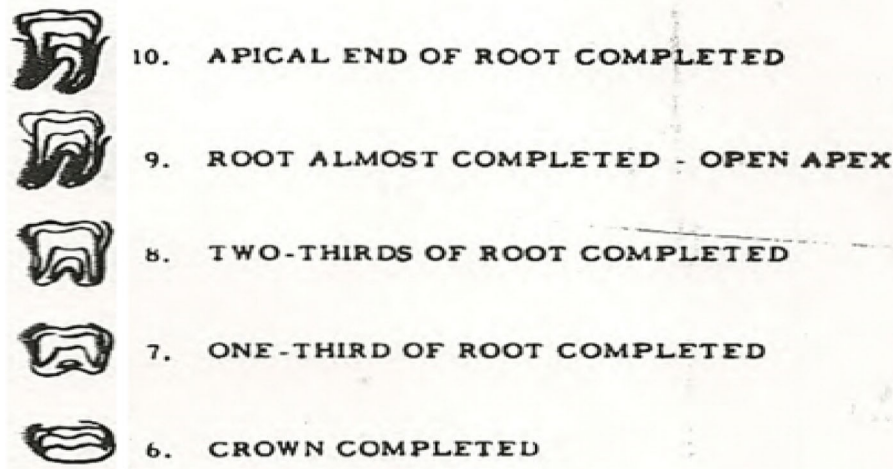 10. APICAL END OF ROOT COMPLETED
9. ROOT ALMOST COMPLETED - OPEN APEX
8. TWO-THIRDS OF ROOT COMPLETED
7. ONE-THIRD OF ROOT COMPLETED
6. CROWN COMPLETED